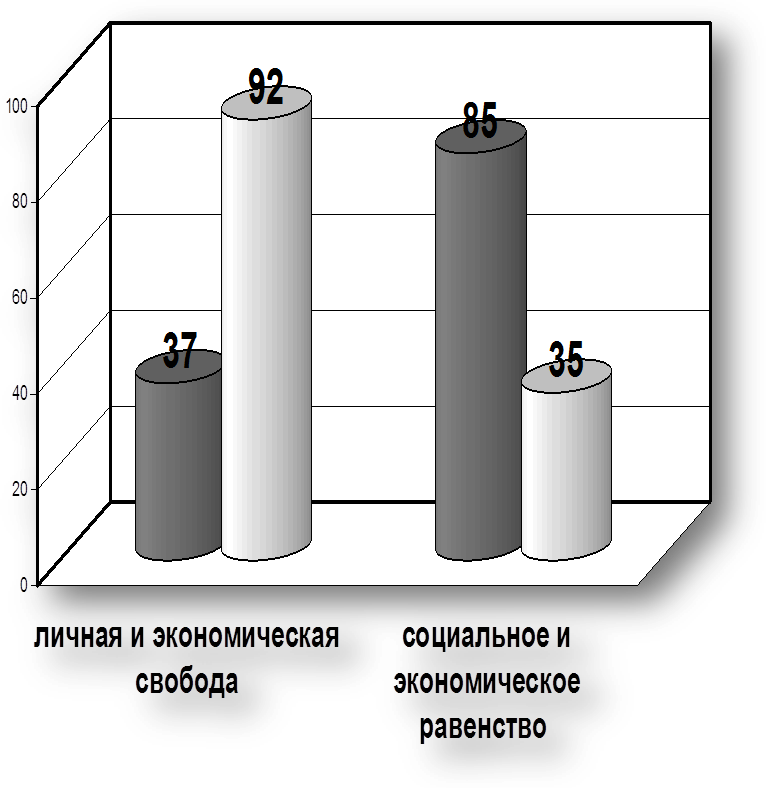 92
85
100
80
37
35
60
40
20
0
личная и экономическая
свобода
социальное и
экономическое
равенство